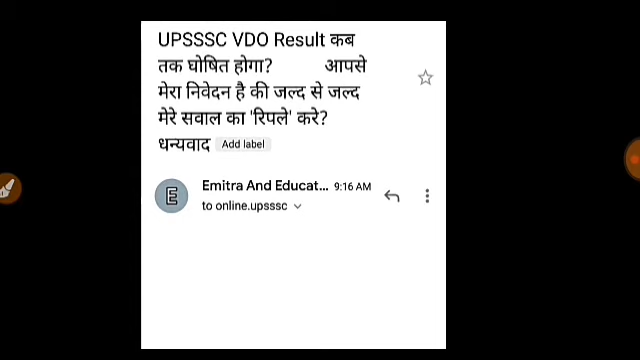 UPSSSC VDO Result कब
तक घोषित होगा? आपसे
मेरा निवेदन है की जल्द से जल्द
मेरे सवाल का 'रिपले' करे?
धन्यवाद Add label
E Emitra And Educat... 9:16 AM
to online.upsssc